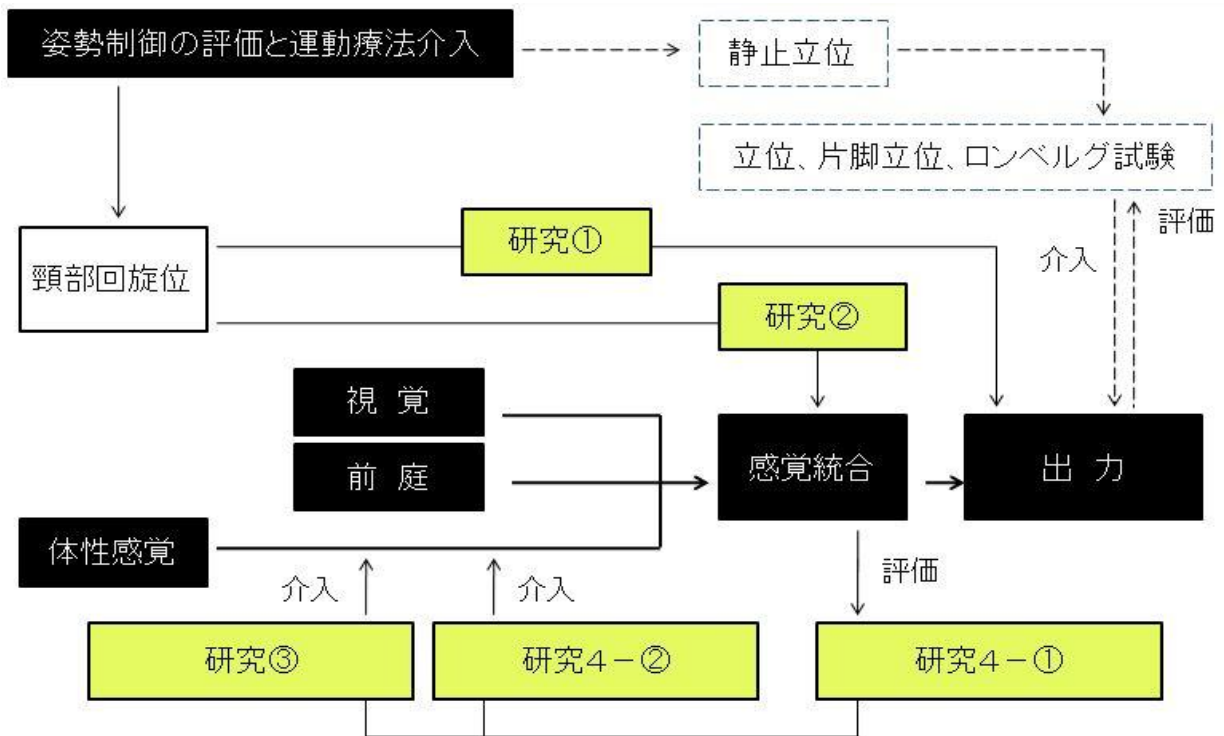 姿勢制御の評価と運動療法介入
静止立位
立位、片脚立位、ロンベルグ試験
評価
介入
研究①
頸部回旋位
研究②
視 覚
前 庭
感覚統合
出 力
体性感覚
介入
介入
評価
研究③
研究4-②
研究4-①